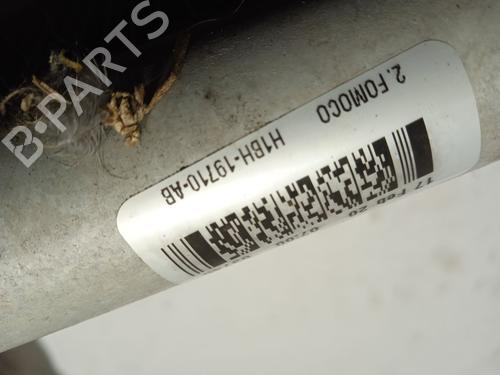 B-PARTS
2. FOMOCO
H1BH-19710-AB
17 Feb 20